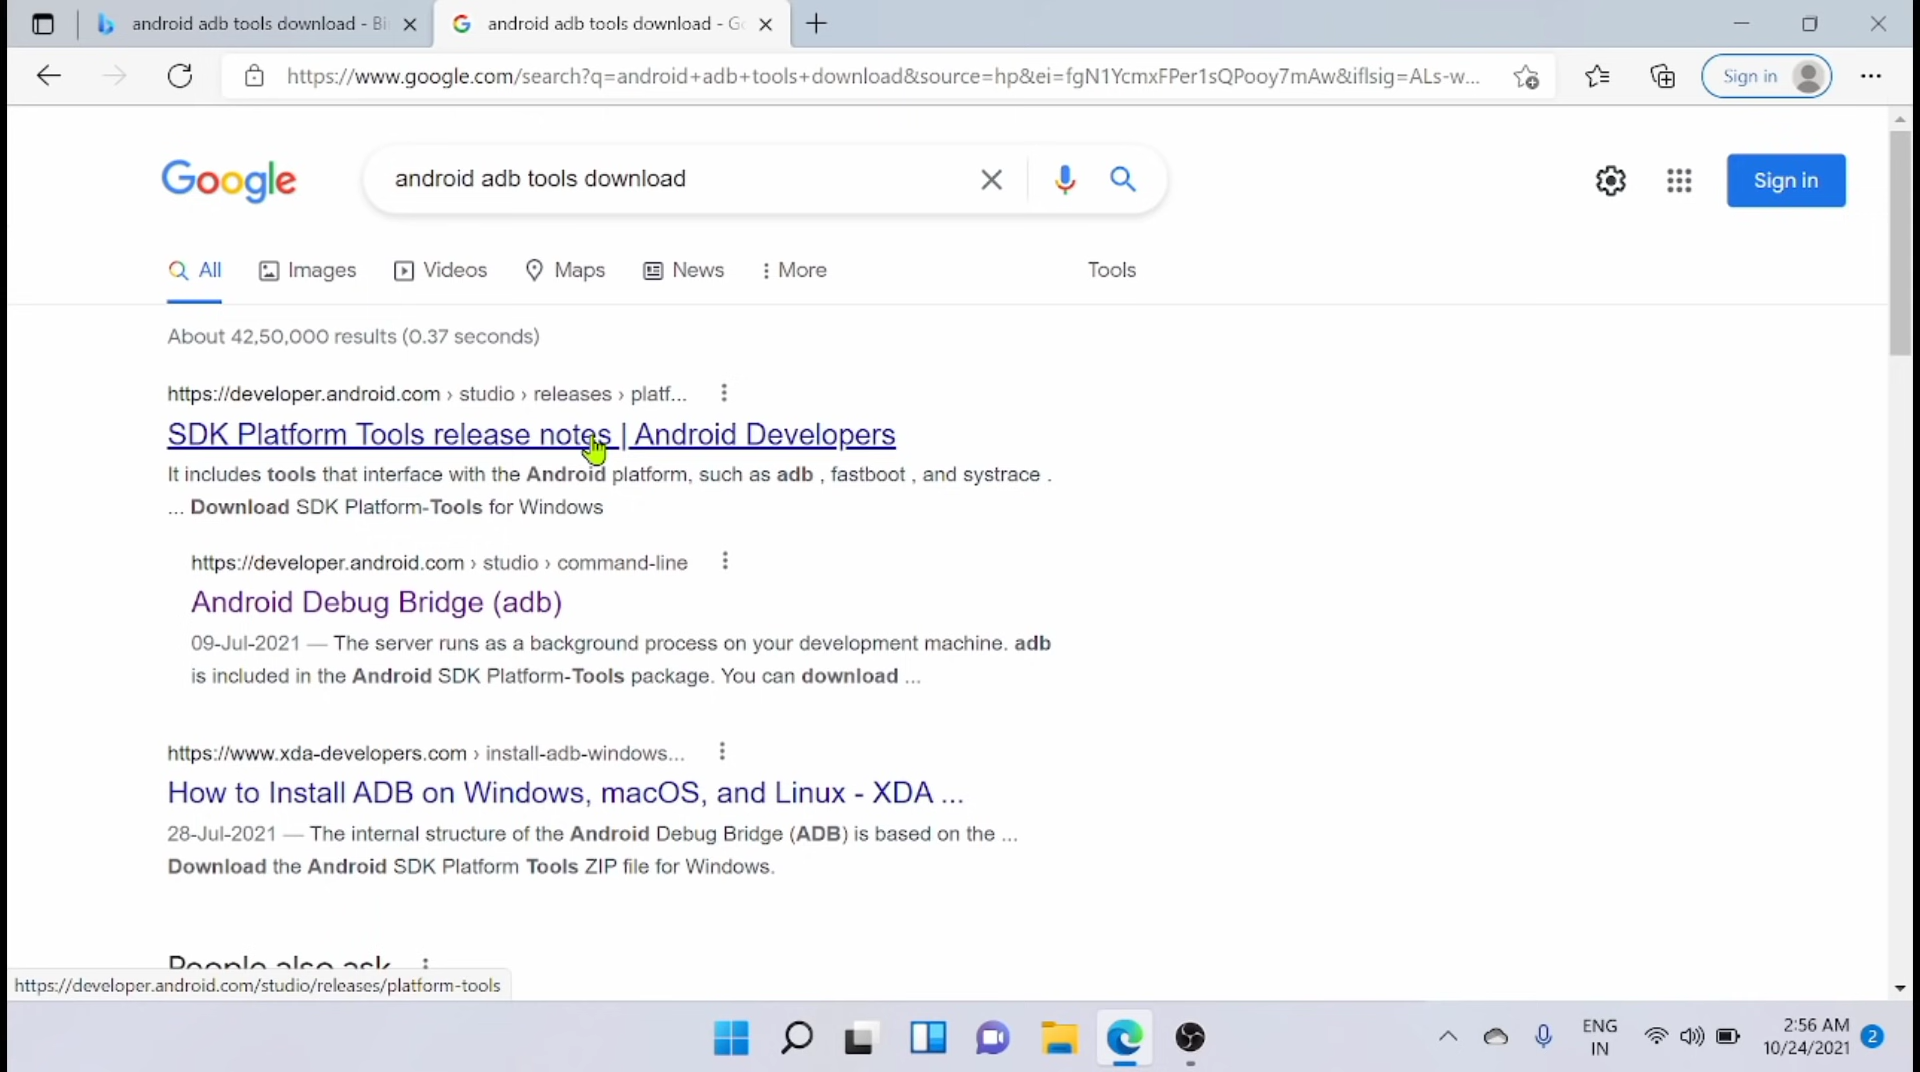 android adb tools download - Bi
android adb tools download - Go
https://www.google.com/search?q=android+adb+tools+download&source=hp&ei=fgN1YcmxFPer1sQPooy7mAw&iflsig=ALs-w...
Sign in
Google
android adb tools download
Sign in
All
Images
Videos
Maps
News
More
Tools
About 42,50,000 results (0.37 seconds)
https://developer.android.com › studio › releases › platf...
SDK Platform Tools release notes | Android Developers
It includes tools that interface with the Android platform, such as adb , fastboot , and systrace .
... Download SDK Platform-Tools for Windows
https://developer.android.com › studio › command-line
Android Debug Bridge (adb)
09-Jul-2021 — The server runs as a background process on your development machine. adb
is included in the Android SDK Platform-Tools package. You can download ...
https://www.xda-developers.com › install-adb-windows...
How to Install ADB on Windows, macOS, and Linux - XDA ...
28-Jul-2021 — The internal structure of the Android Debug Bridge (ADB) is based on the ...
Download the Android SDK Platform Tools ZIP file for Windows.
People also ask
https://developer.android.com/studio/releases/platform-tools
ENG
IN
2:56 AM
10/24/2021
2